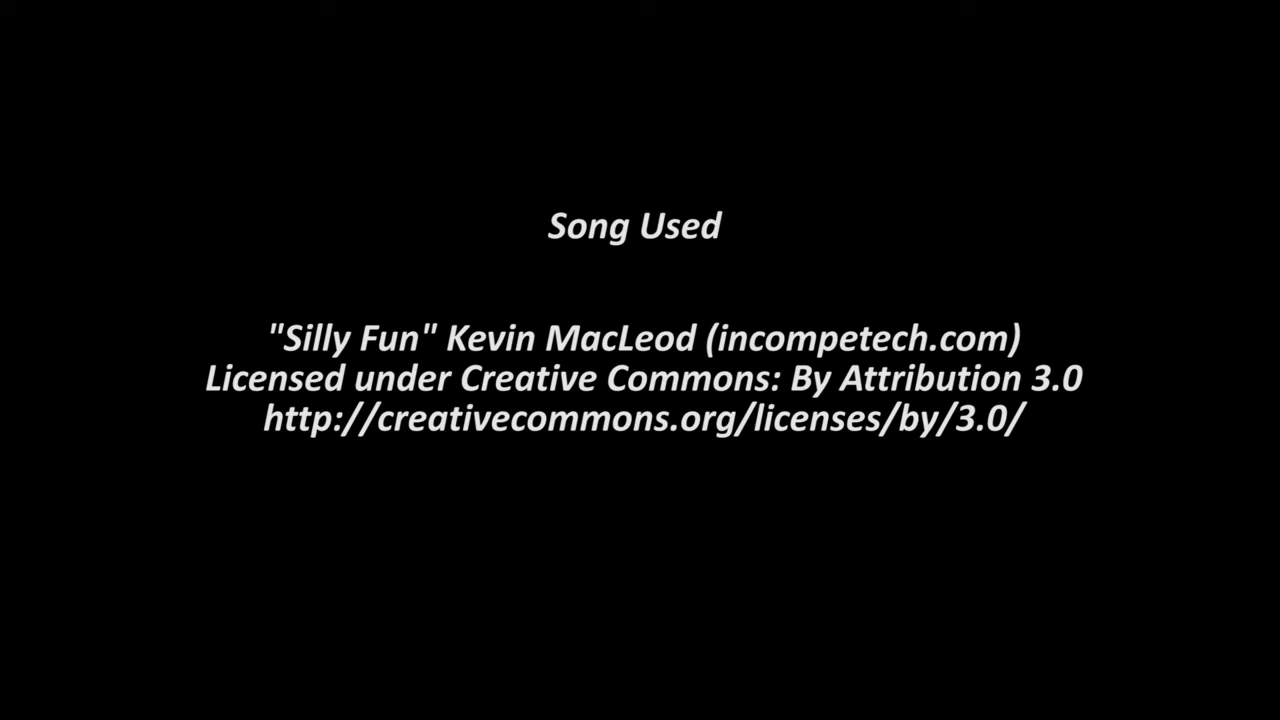 Song Used
"Silly Fun" Kevin MacLeod (incompetech.com)
Licensed under Creative Commons: By Attribution 3.0
http://creativecommons.org/licenses/by/3.0/